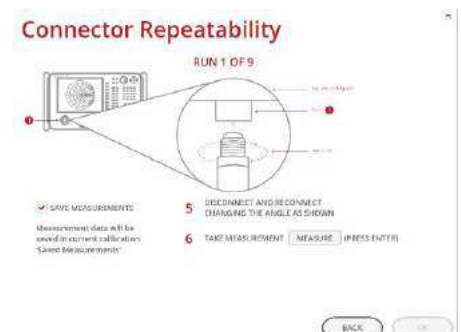 Connector Repeatability
RUN 1 OF 9
SAVE MEASUREMENTS
Measurement data will be
saved in current calibration
'Saved Measurements'
5 DISCONNECT AND RECONNECT
CHANGING THE ANGLE AS SHOWN
6 TAKE MEASUREMENT MEASURE (PRESS ENTER)
BACK